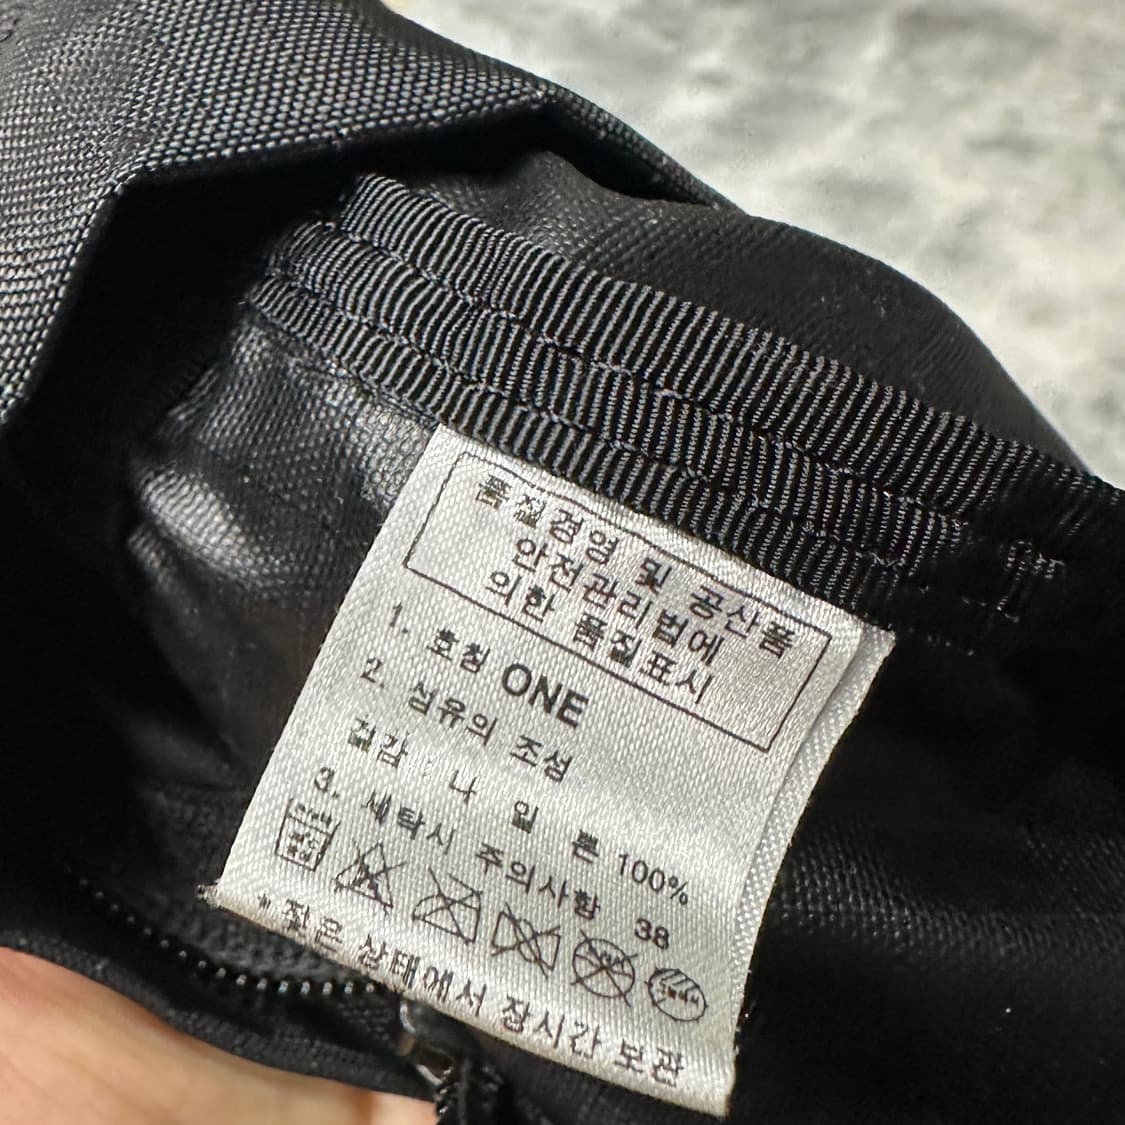 품질경영 및 공산품
안전관리법에
의한 품질표시
1. 호칭 ONE
2. 섬유의 조성
겉감 : 나 일 론 100%
3. 세탁시 주의사항 38
* 젖은 상태에서 장시간 보관